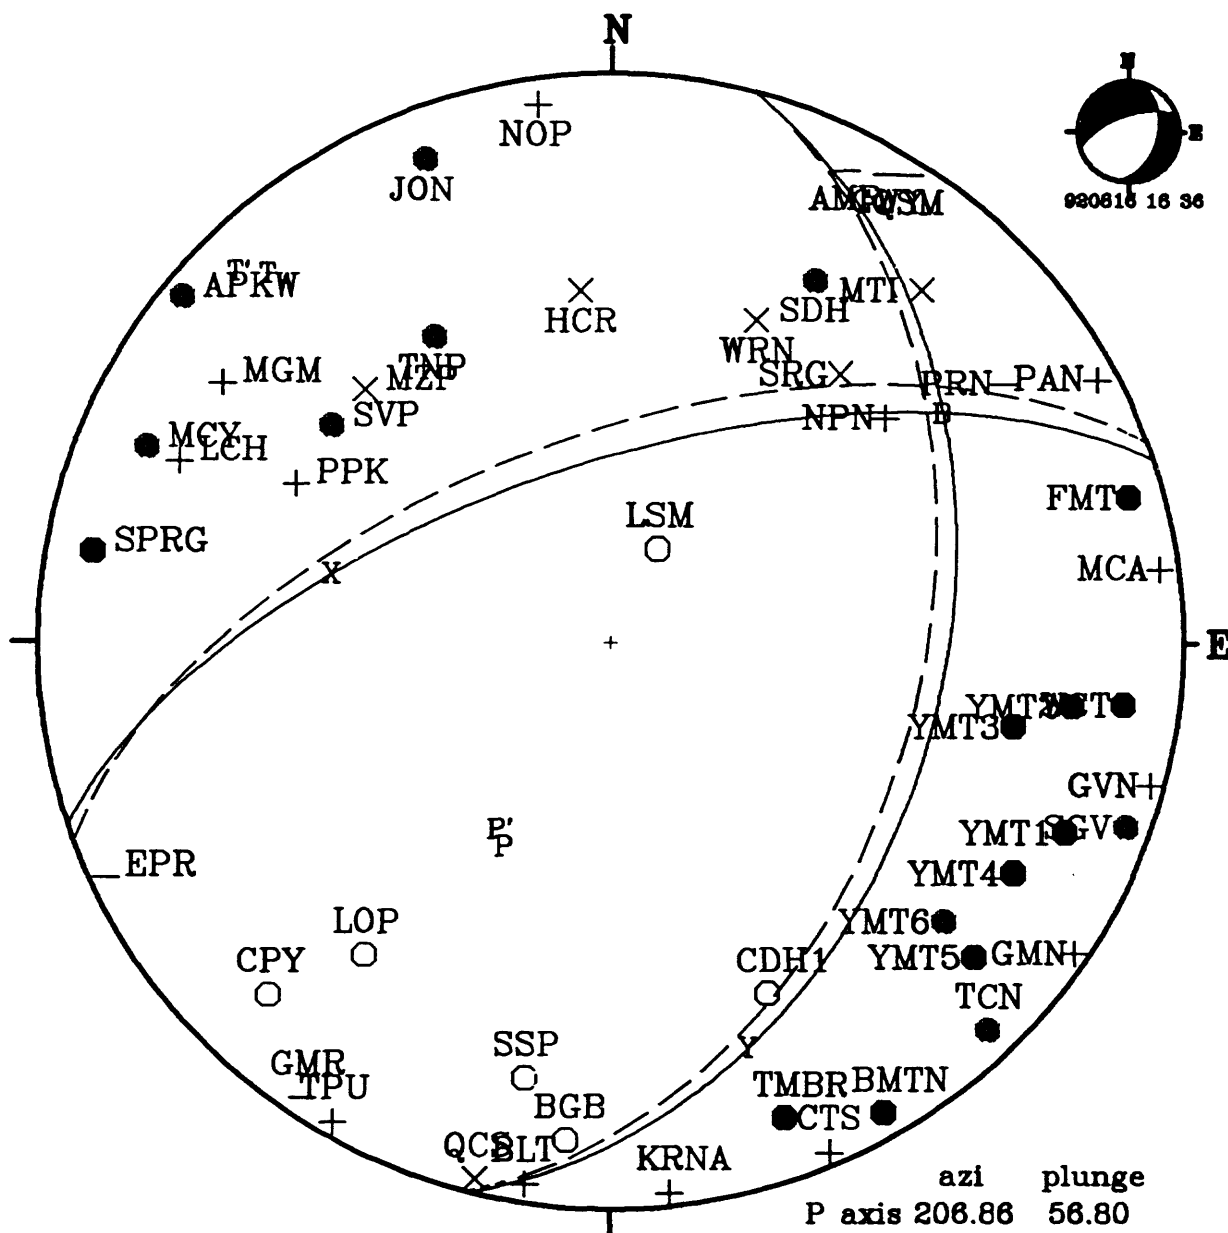 N
N
E
920616 16 36
NOP
JON
T' T
APKW
HCR
SDH
MTI
WRN
MGM
MZP
TNP
SRG
PRN
PAN
SVP
NPN
B
MCY
LCH
PPK
FMT
LSM
SPRG
X
MCA
E
YMT2
YMT3
GVN
P'
P
YMT1
SGV
EPR
YMT4
YMT6
LOP
CPY
CDH1
YMT5
GMN
TCN
SSP
Y
GMR
TPU
TMBR
BMTN
BGB
CTS
QCS
BLT
KRNA
azi plunge
P axis 206.86 56.80